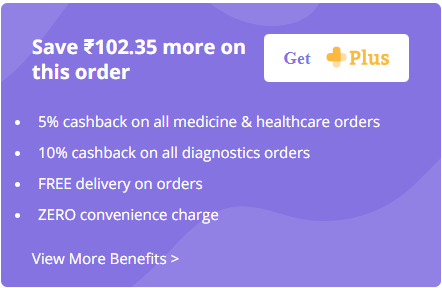 Save ₹102.35 more on
this order
Get Plus
5% cashback on all medicine & healthcare orders
10% cashback on all diagnostics orders
FREE delivery on orders
ZERO convenience charge
View More Benefits >